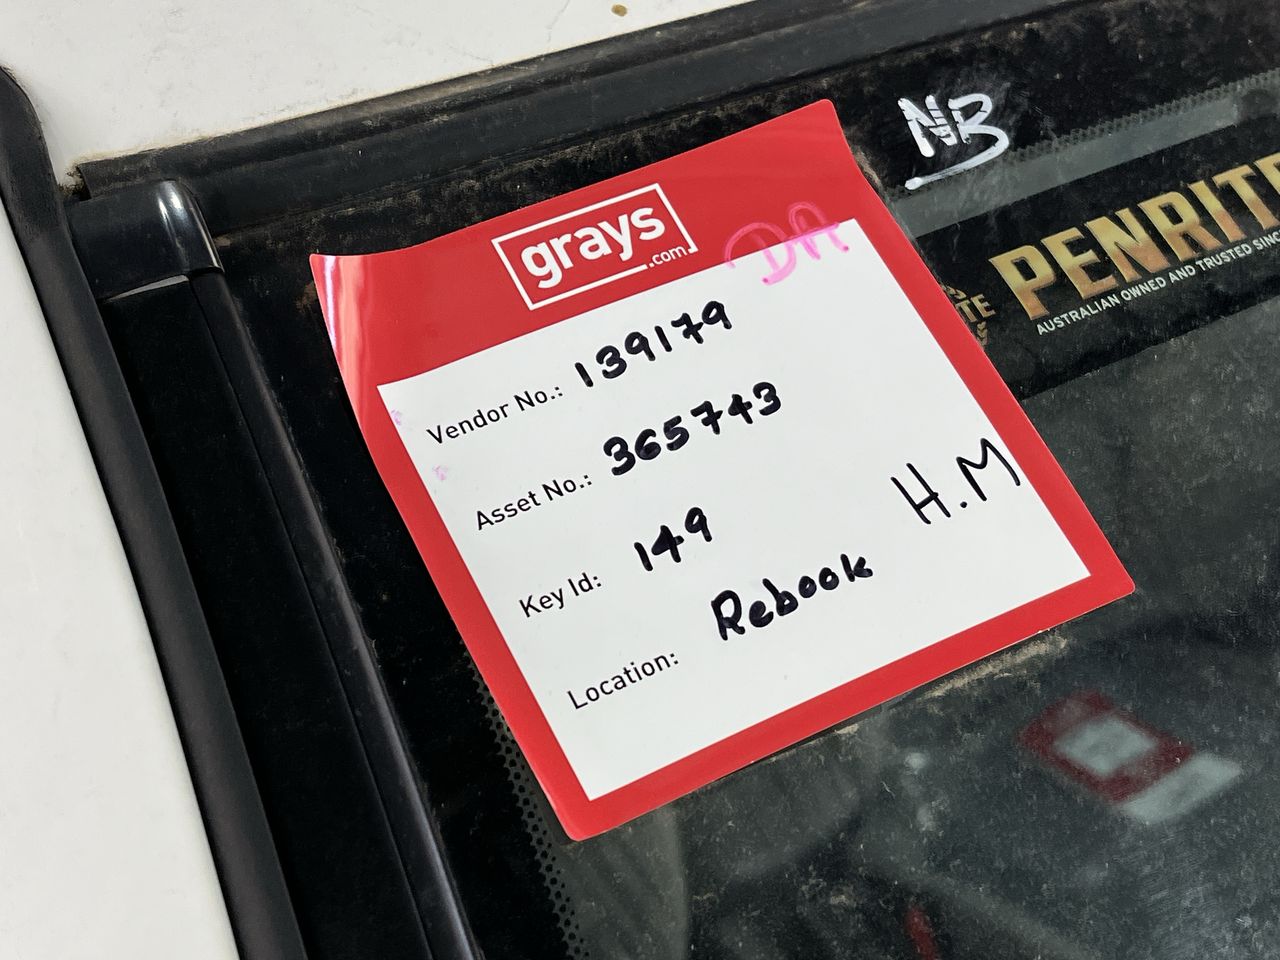 NB
PENRITE
AUSTRALIAN OWNED AND TRUSTED SINC
ITE
grays
.com
DA
Vendor No.: 139179
Asset No.: 365743
Key Id: 149
H.M
Location: Rebook